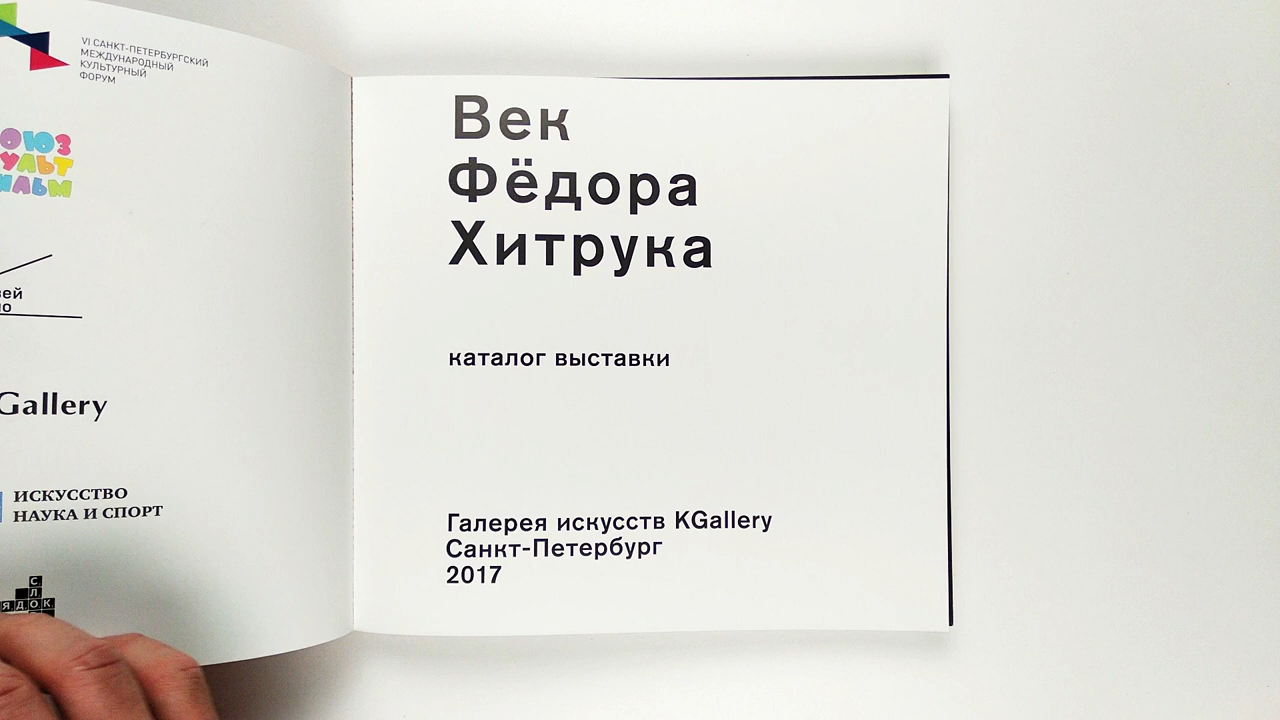 VI САНКТ-ПЕТЕРБУРГСКИЙ
МЕЖДУНАРОДНЫЙ
КУЛЬТУРНЫЙ
ФОРУМ
Gallery
ИСКУССТВО
НАУКА И СПОРТ
Век
Фёдора
Хитрука
каталог выставки
Галерея искусств KGallery
Санкт-Петербург
2017